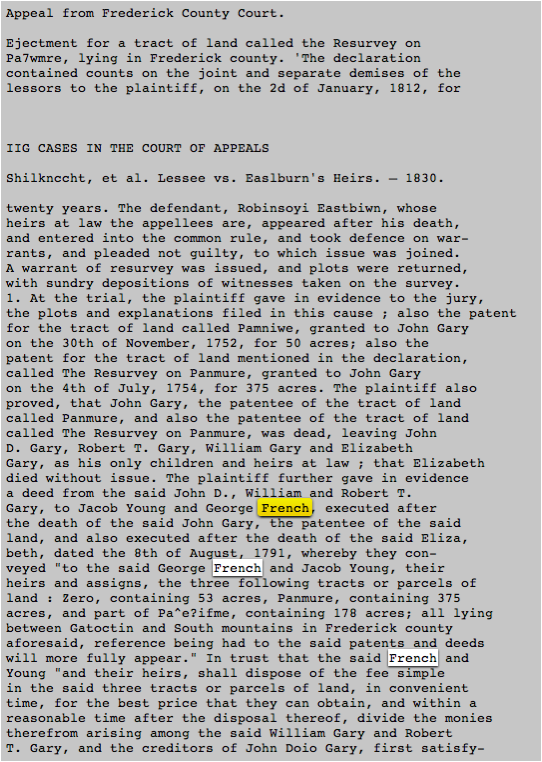 Appeal from Frederick County Court.
Ejectment for a tract of land called the Resurvey on
Pa7wmre, lying in Frederick county. 'The declaration
contained counts on the joint and separate demises of the
lessors to the plaintiff, on the 2d of January, 1812, for
IIG CASES IN THE COURT OF APPEALS
Shilknccht, et al. Lessee vs. Easlburn's Heirs. — 1830.
twenty years. The defendant, Robinsoyi Eastbiwn, whose
heirs at law the appellees are, appeared after his death,
and entered into the common rule, and took defence on war-
rants, and pleaded not guilty, to which issue was joined.
A warrant of resurvey was issued, and plots were returned,
with sundry depositions of witnesses taken on the survey.
1. At the trial, the plaintiff gave in evidence to the jury,
the plots and explanations filed in this cause ; also the patent
for the tract of land called Pamniwe, granted to John Gary
on the 30th of November, 1752, for 50 acres; also the
patent for the tract of land mentioned in the declaration,
called The Resurvey on Panmure, granted to John Gary
on the 4th of July, 1754, for 375 acres. The plaintiff also
proved, that John Gary, the patentee of the tract of land
called Panmure, and also the patentee of the tract of land
called The Resurvey on Panmure, was dead, leaving John
D. Gary, Robert T. Gary, William Gary and Elizabeth
Gary, as his only children and heirs at law ; that Elizabeth
died without issue. The plaintiff further gave in evidence
a deed from the said John D., William and Robert T.
Gary, to Jacob Young and George French, executed after
the death of the said John Gary, the patentee of the said
land, and also executed after the death of the said Eliza,
beth, dated the 8th of August, 1791, whereby they con-
veyed "to the said George French and Jacob Young, their
heirs and assigns, the three following tracts or parcels of
land : Zero, containing 53 acres, Panmure, containing 375
acres, and part of Pa^e?ifme, containing 178 acres; all lying
between Gatoctin and South mountains in Frederick county
aforesaid, reference being had to the said patents and deeds
will more fully appear." In trust that the said French and
Young "and their heirs, shall dispose of the fee simple
in the said three tracts or parcels of land, in convenient
time, for the best price that they can obtain, and within a
reasonable time after the disposal thereof, divide the monies
therefrom arising among the said William Gary and Robert
T. Gary, and the creditors of John Doio Gary, first satisfy-